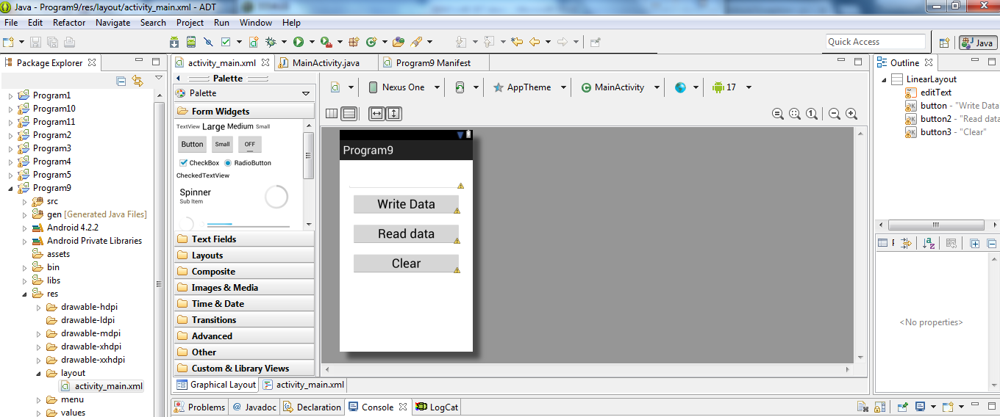 Java - Program9/res/layout/activity_main.xml - ADT
File Edit Refactor Navigate Search Project Run Window Help
Quick Access
Java
Package Explorer
Program1
Program10
Program11
Program2
Program3
Program4
Program5
Program9
src
gen [Generated Java Files]
Android 4.2.2
Android Private Libraries
assets
bin
libs
res
drawable-hdpi
drawable-ldpi
drawable-mdpi
drawable-xhdpi
drawable-xxhdpi
layout
activity_main.xml
menu
values
activity_main.xml MainActivity.java Program9 Manifest
Palette
Palette
Form Widgets
TextView Large Medium Small
Button Small OFF
CheckBox RadioButton
CheckedTextView
Spinner
Sub Item
Text Fields
Layouts
Composite
Images & Media
Time & Date
Transitions
Advanced
Other
Custom & Library Views
Nexus One AppTheme MainActivity 17
Program9
Write Data
Read data
Clear
Graphical Layout activity_main.xml
Problems Javadoc Declaration Console LogCat
Outline
LinearLayout
editText
button - "Write Data
button2 - "Read data
button3 - "Clear"
<No properties>